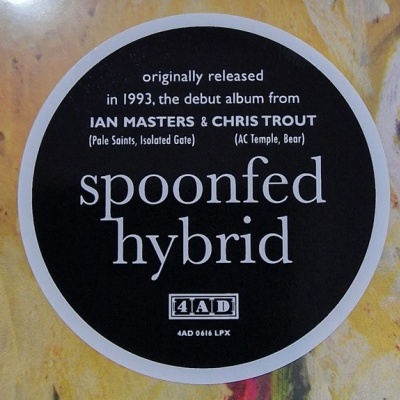 originally released
in 1993, the debut album from
IAN MASTERS & CHRIS TROUT
(Pale Saints, Isolated Gate) (AC Temple, Bear)
spoonfed
hybrid
4AD
4AD 0616 LPX